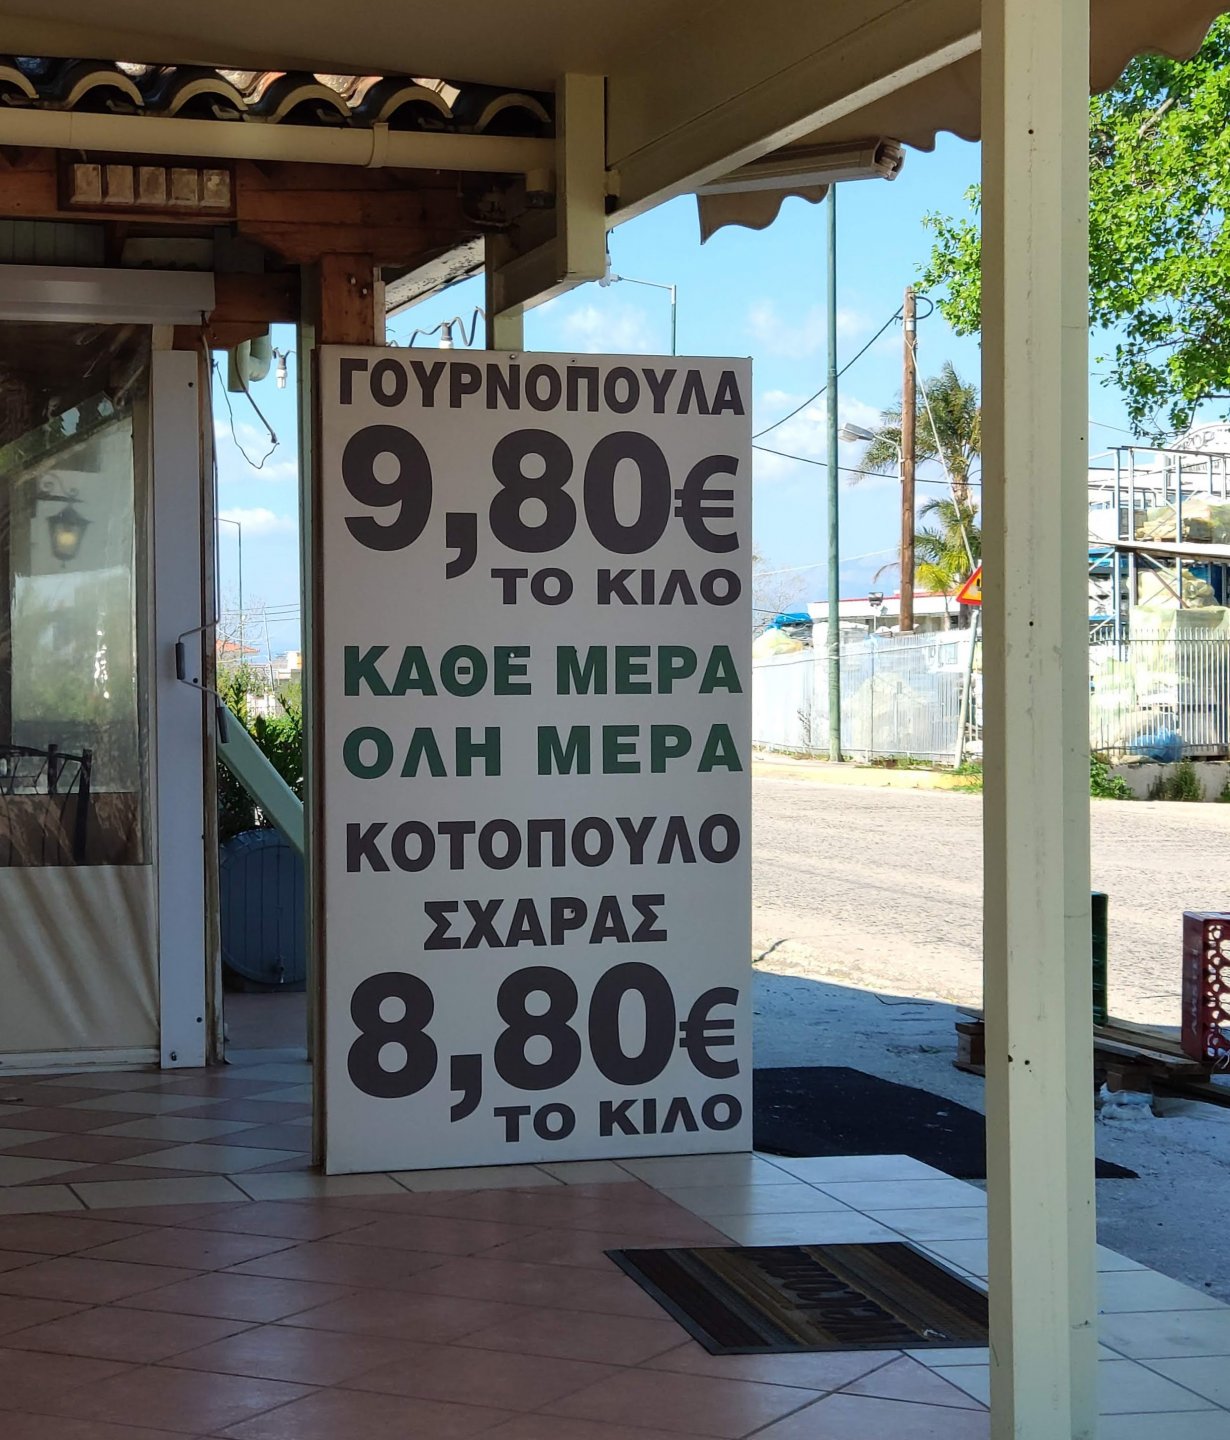 ΓΟΥΡΝΟΠΟΥΛΑ
9,80€
ΤΟ ΚΙΛΟ
ΚΑΘΕ ΜΕΡΑ
ΟΛΗ ΜΕΡΑ
ΚΟΤΟΠΟΥΛΟ
ΣΧΑΡΑΣ
8,80€
ΤΟ ΚΙΛΟ